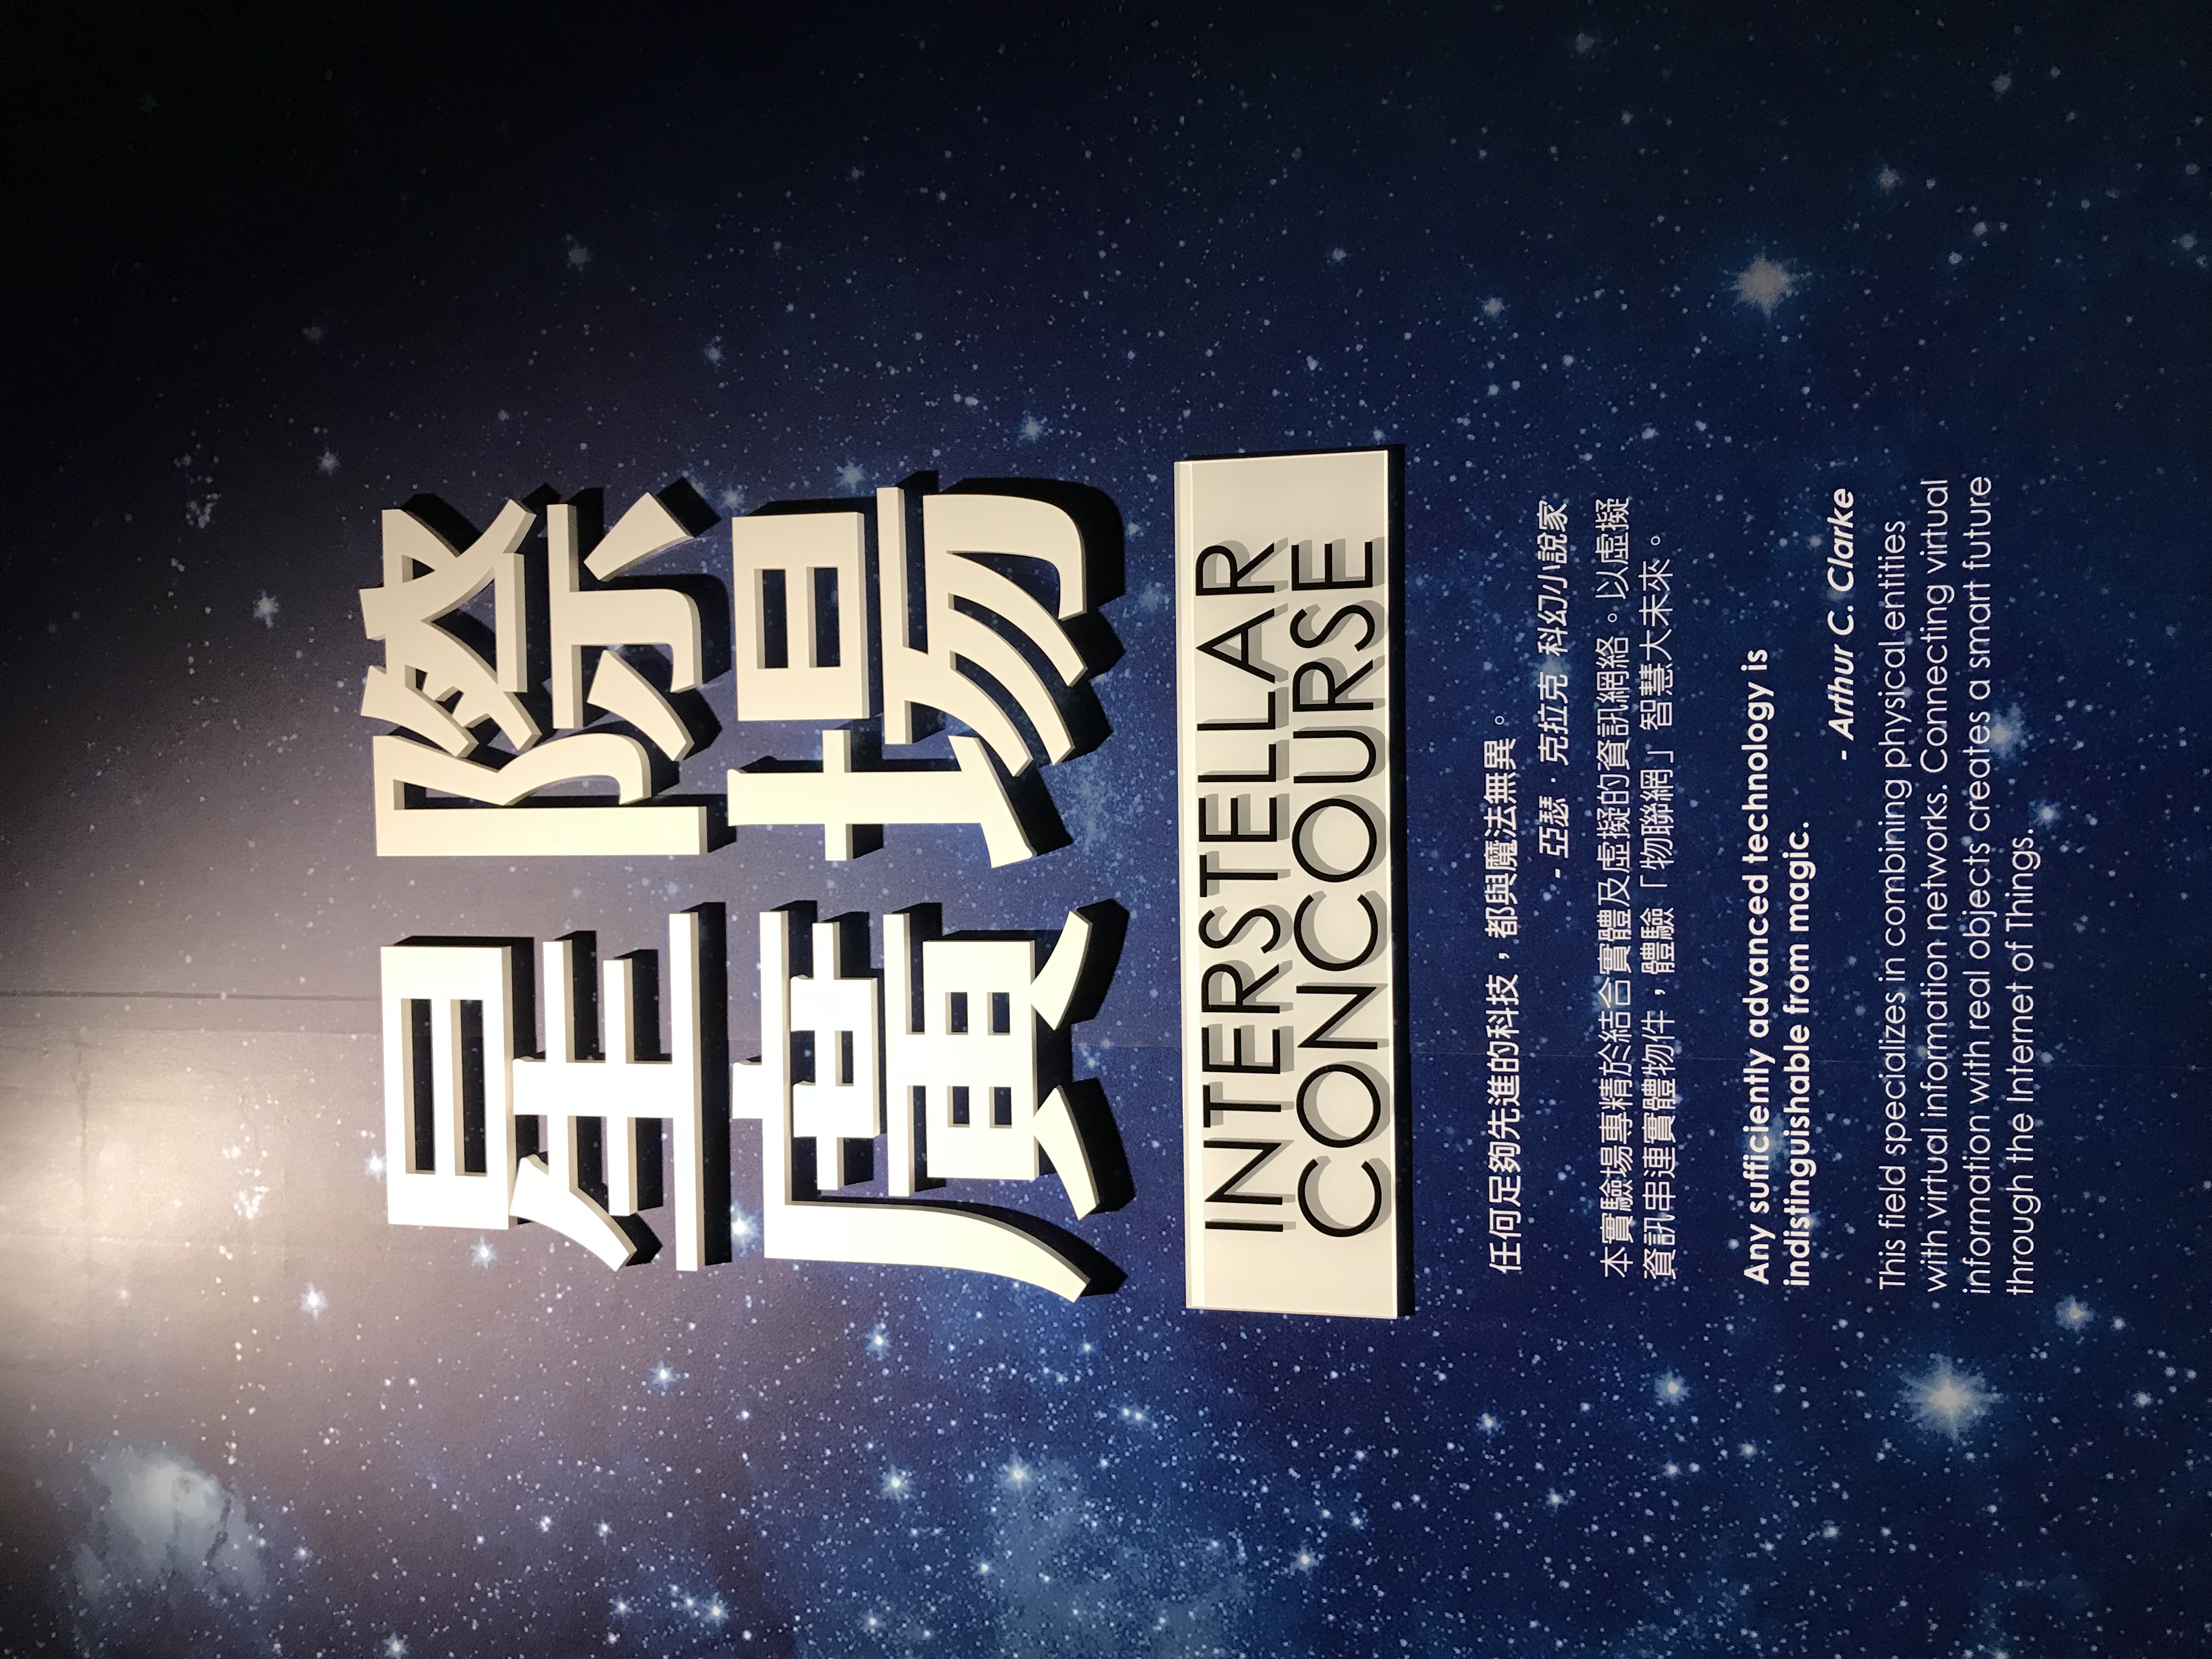 星際
廣場
INTERSTELLAR
CONCOURSE
任何足夠先進的科技，都與魔法無異。
- 亞瑟·克拉克 科幻小說家
本實驗場專精於結合實體及虛擬的資訊網絡。以虛擬
資訊串連實體物件，體驗「物聯網」智慧大未來。
Any sufficiently advanced technology is
indistinguishable from magic.
- Arthur C. Clarke
This field specializes in combining physical entities
with virtual information networks. Connecting virtual
information with real objects creates a smart future
through the Internet of Things.